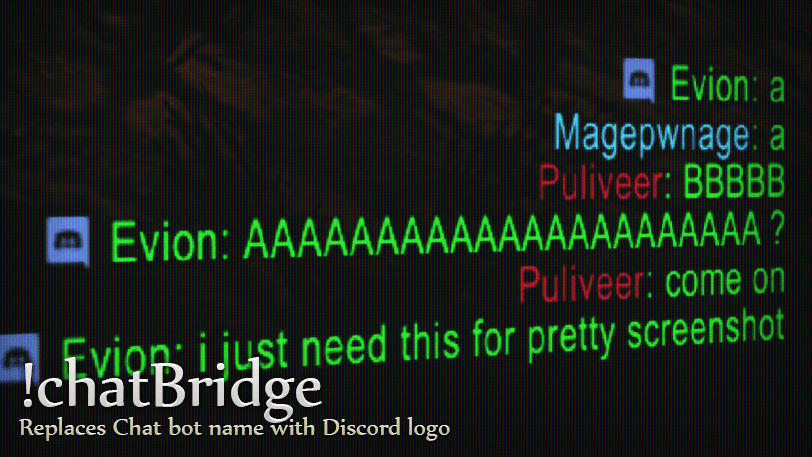 Evion: a
Magepwnage: a
Puliveer: BBBBB
Evion: AAAAAAAAAAAAAAAAAAAAA ?
Puliveer: come on
Evion: i just need this for pretty screenshot
!chatBridge
Replaces Chat bot name with Discord logo